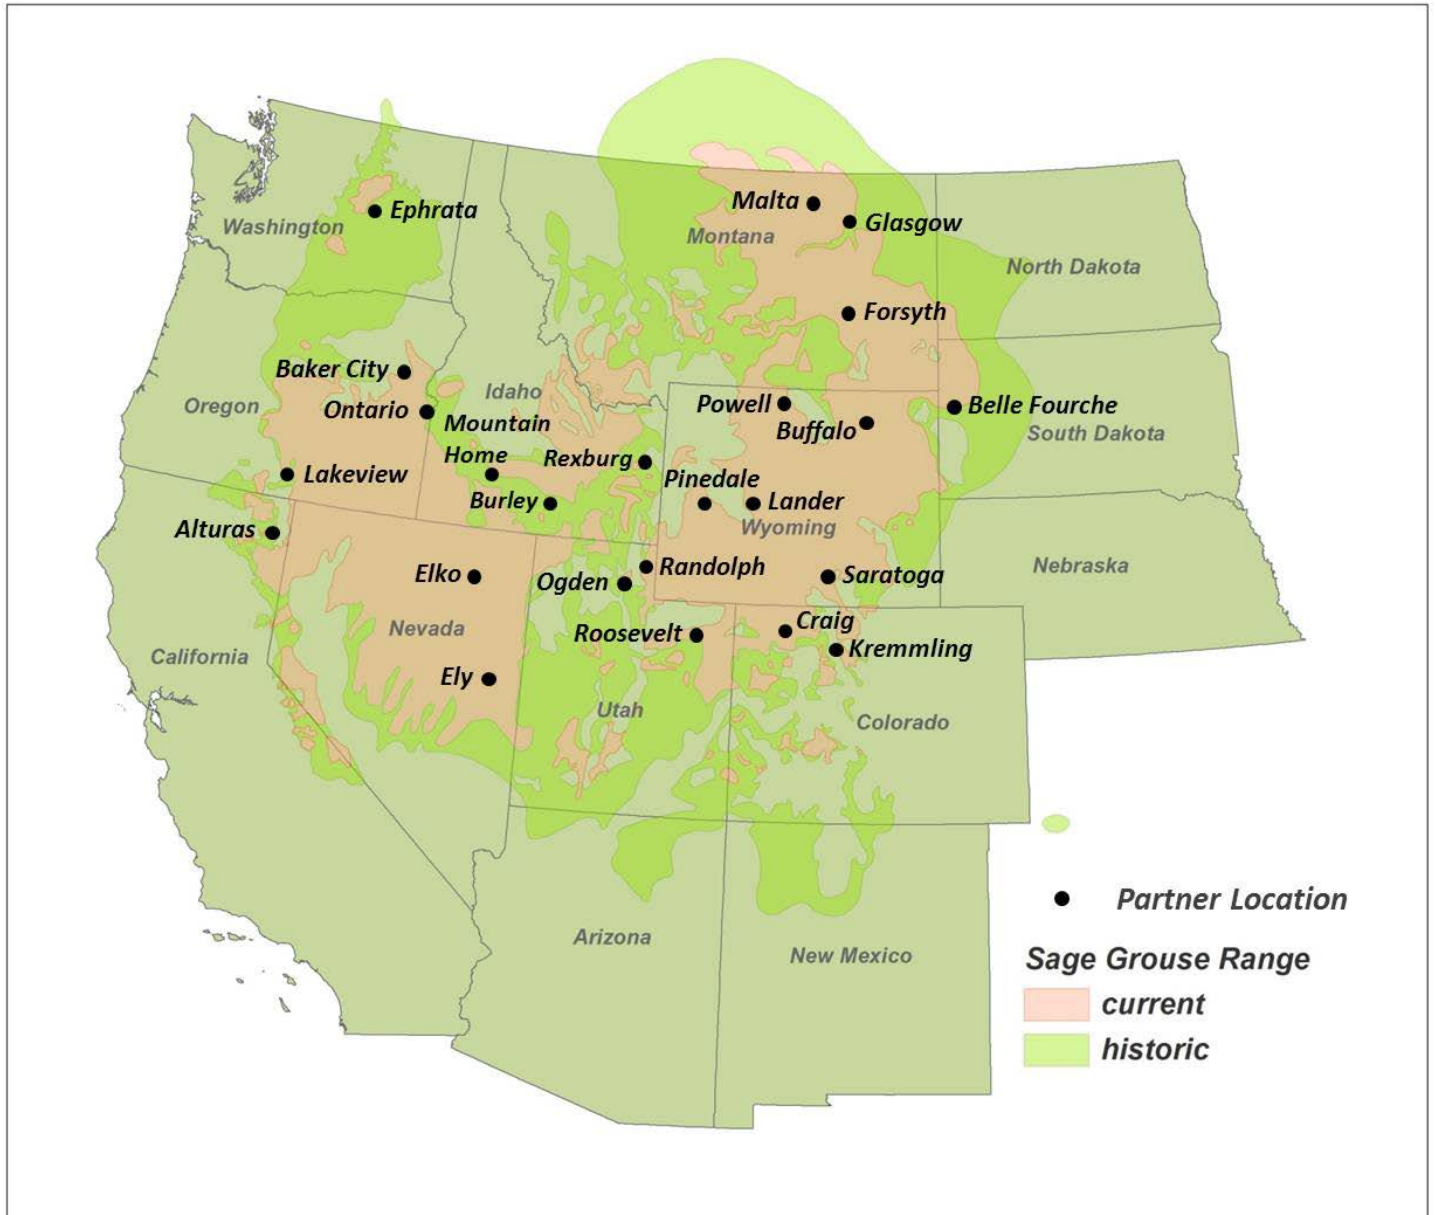 Malta
Ephrata
Glasgow
Washington
Montana
North Dakota
Forsyth
Baker City
Idaho
Powell
Belle Fourche
Oregon
Ontario
Mountain
Home
Buffalo
South Dakota
Rexburg
Lakeview
Pinedale
Burley
Lander
Wyoming
Alturas
Nebraska
Elko
Ogden
Randolph
Saratoga
Nevada
Roosevelt
Craig
Kremmling
California
Ely
Utah
Colorado
Arizona
New Mexico
Partner Location
Sage Grouse Range
current
historic